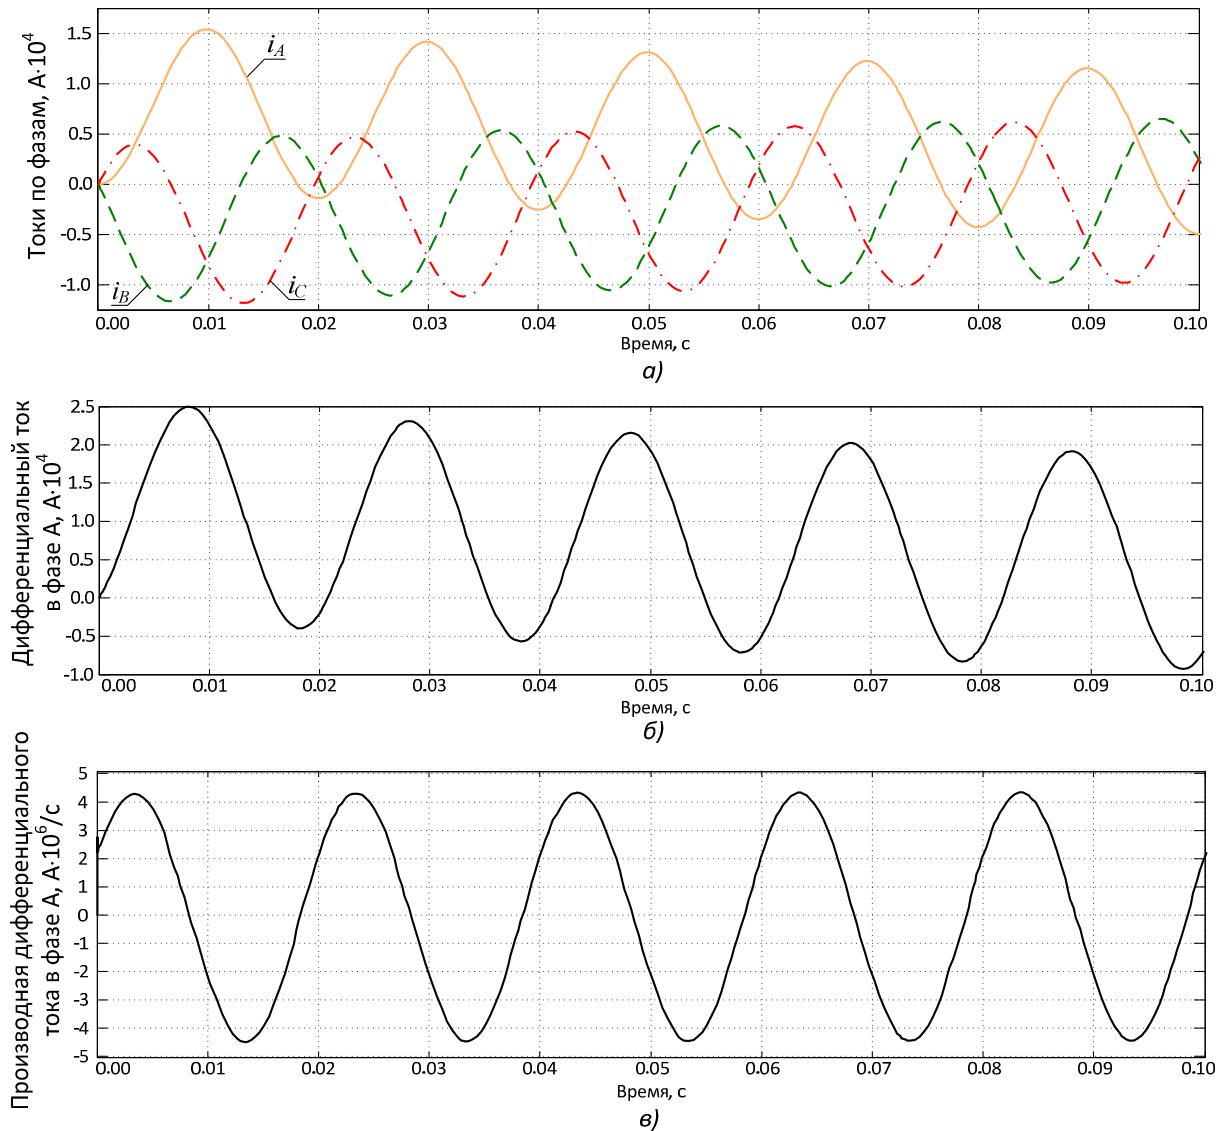 Токи по фазам, А·10⁴
1.5
1.0
0.5
0.0
-0.5
-1.0
i_A
i_B
i_C
0.00 0.01 0.02 0.03 0.04 0.05 0.06 0.07 0.08 0.09 0.10
Время, с
а)
Дифференциальный ток
в фазе А, А·10⁴
2.5
2.0
1.5
1.0
0.5
0.0
-0.5
-1.0
0.00 0.01 0.02 0.03 0.04 0.05 0.06 0.07 0.08 0.09 0.10
Время, с
б)
Производная дифференциального
тока в фазе А, А·10⁶/с
5
4
3
2
1
0
-1
-2
-3
-4
-5
0.00 0.01 0.02 0.03 0.04 0.05 0.06 0.07 0.08 0.09 0.10
Время, с
в)